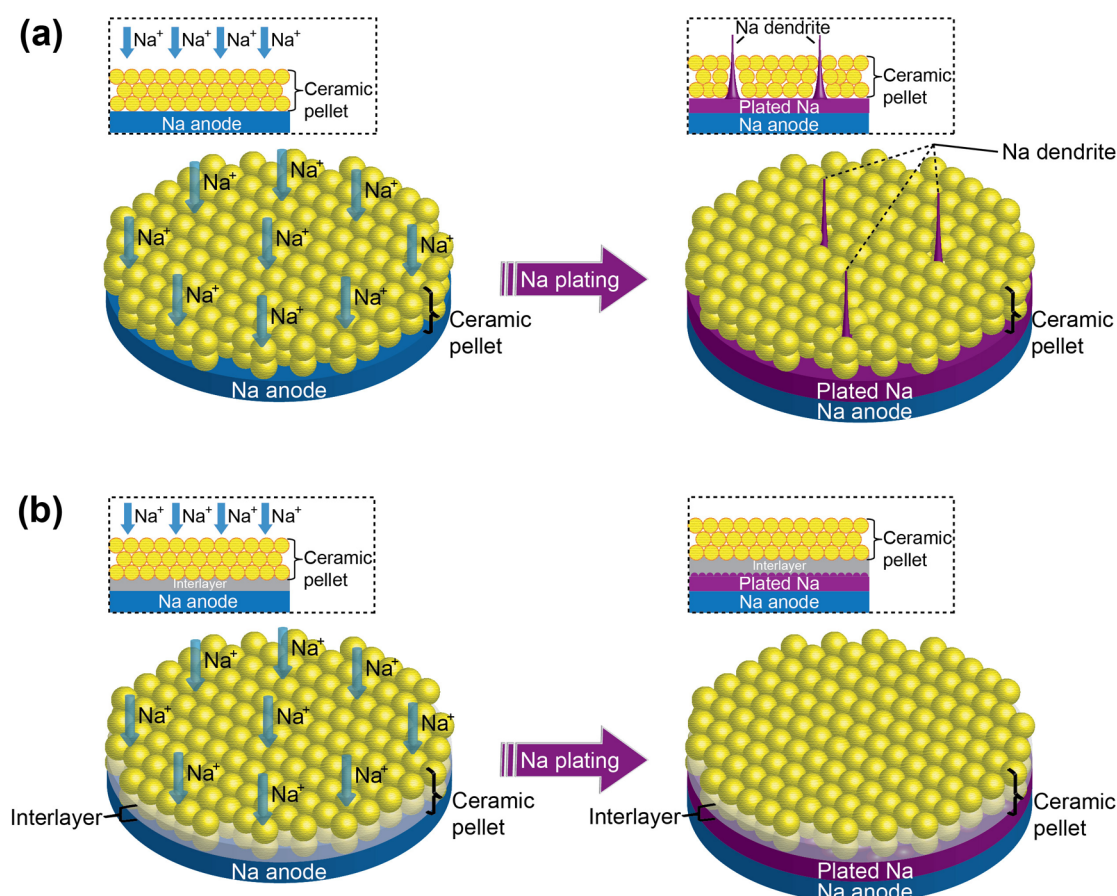 (a)
Na⁺ Na⁺ Na⁺ Na⁺
Ceramic
pellet
Na anode
Na⁺
Na⁺
Na⁺
Na⁺
Na⁺
Na⁺
Na⁺
Na⁺
Na⁺
Ceramic
pellet
Na anode
Na plating
Na dendrite
Ceramic
pellet
Plated Na
Na anode
Na dendrite
Ceramic
pellet
Plated Na
Na anode
(b)
Na⁺ Na⁺ Na⁺ Na⁺
Ceramic
pellet
Interlayer
Na anode
Na⁺
Na⁺
Na⁺
Na⁺
Na⁺
Na⁺
Na⁺
Na⁺
Na⁺
Interlayer
Ceramic
pellet
Na anode
Na plating
Ceramic
pellet
Interlayer
Plated Na
Na anode
Interlayer
Ceramic
pellet
Plated Na
Na anode